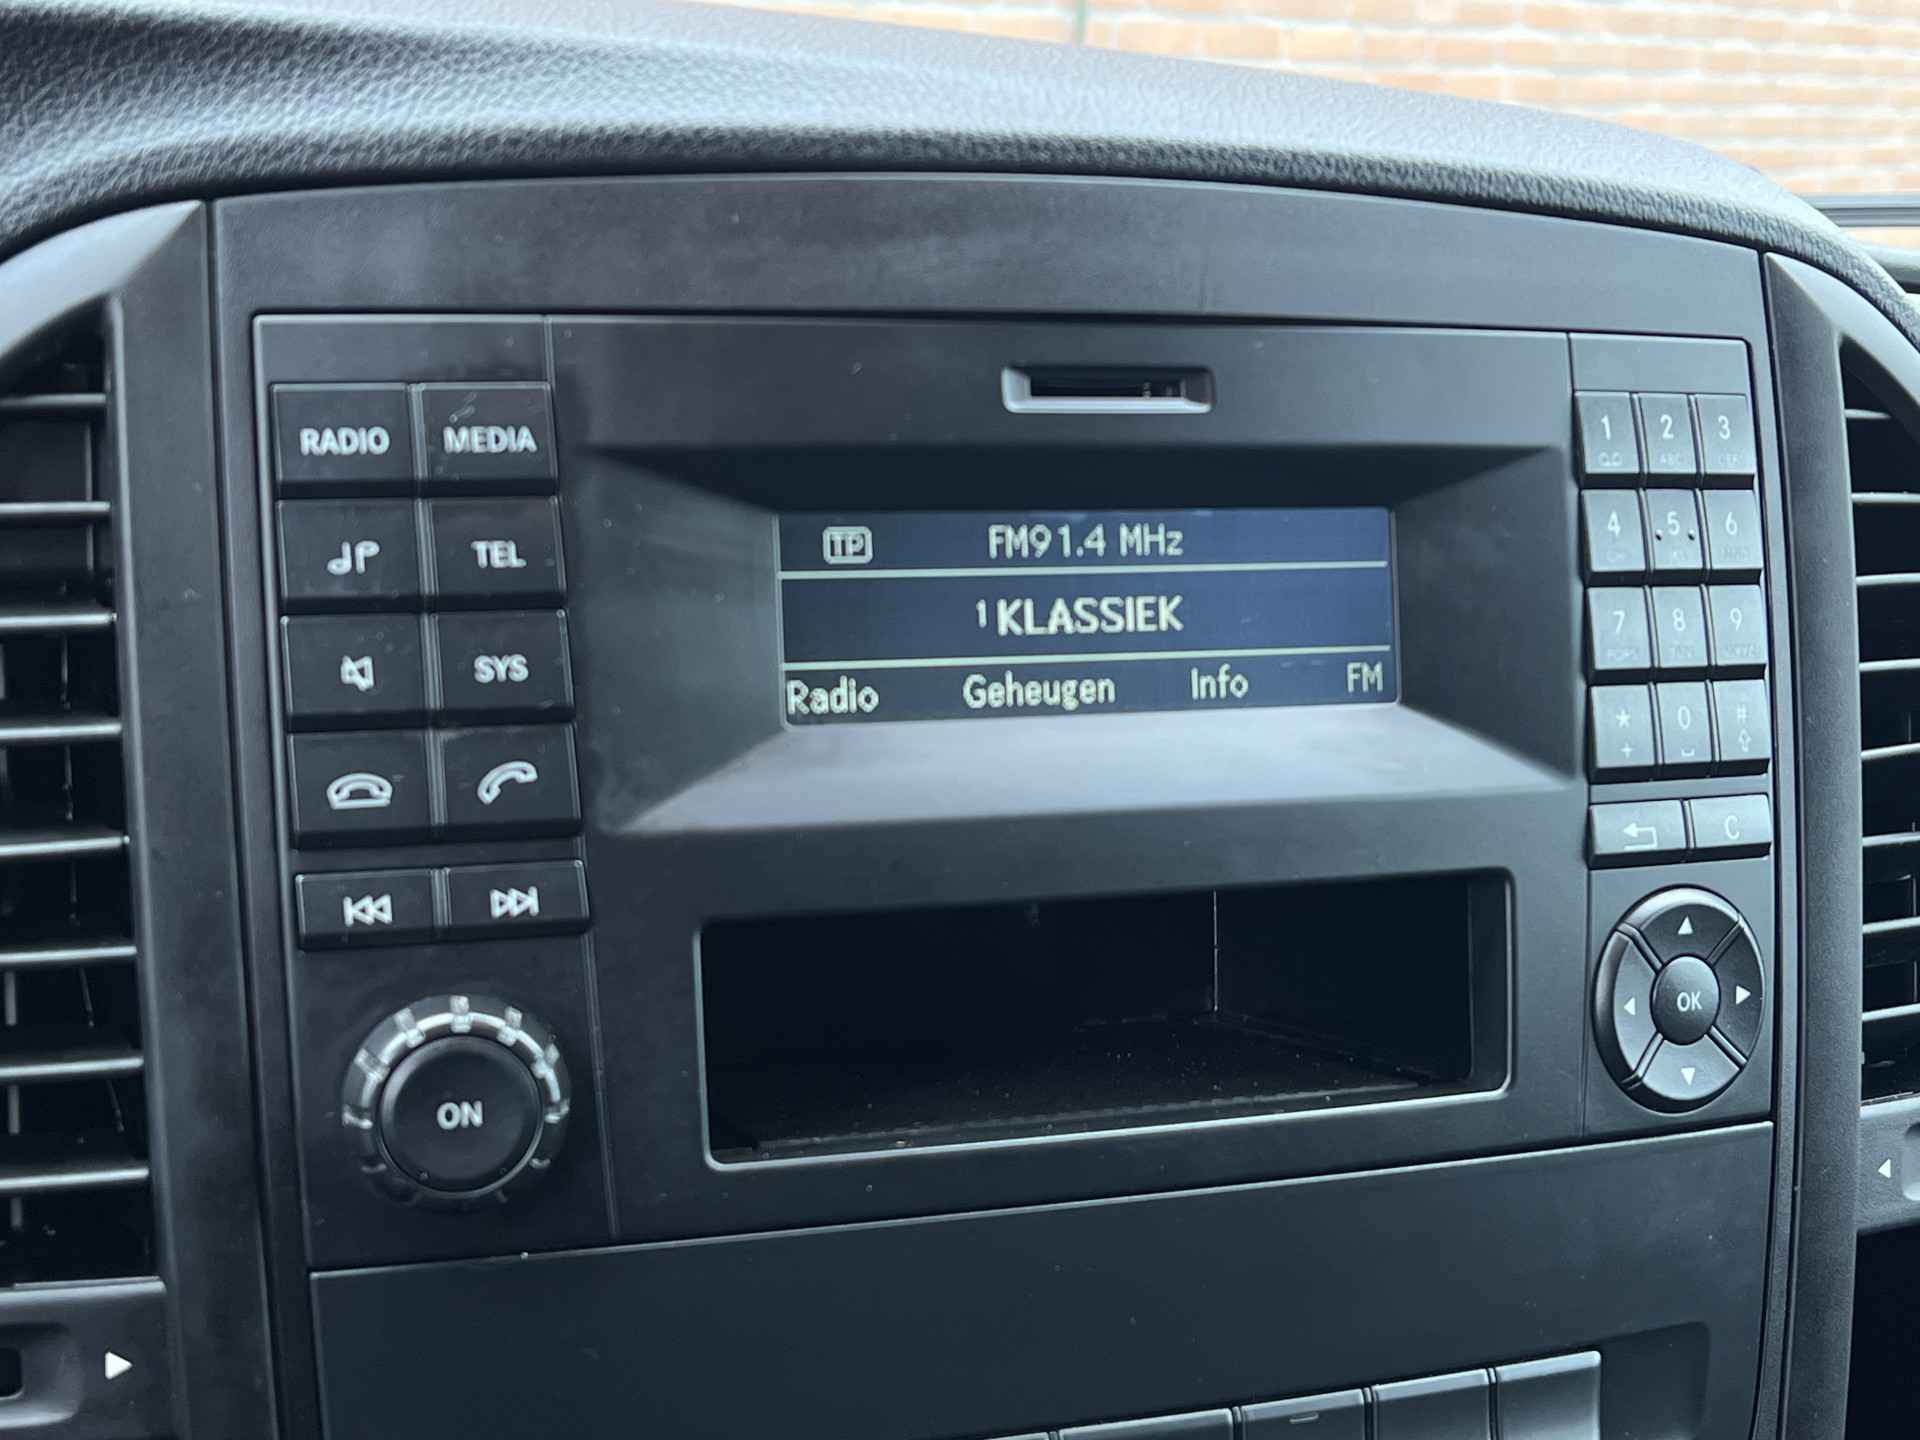 RADIO MEDIA
TEL
SYS
ON
TP FM91.4 MHz
1 KLASSIEK
Radio Geheugen Info FM
1 2 3
ABC
4 5 6
7 8 9
* 0 #
+
C
OK